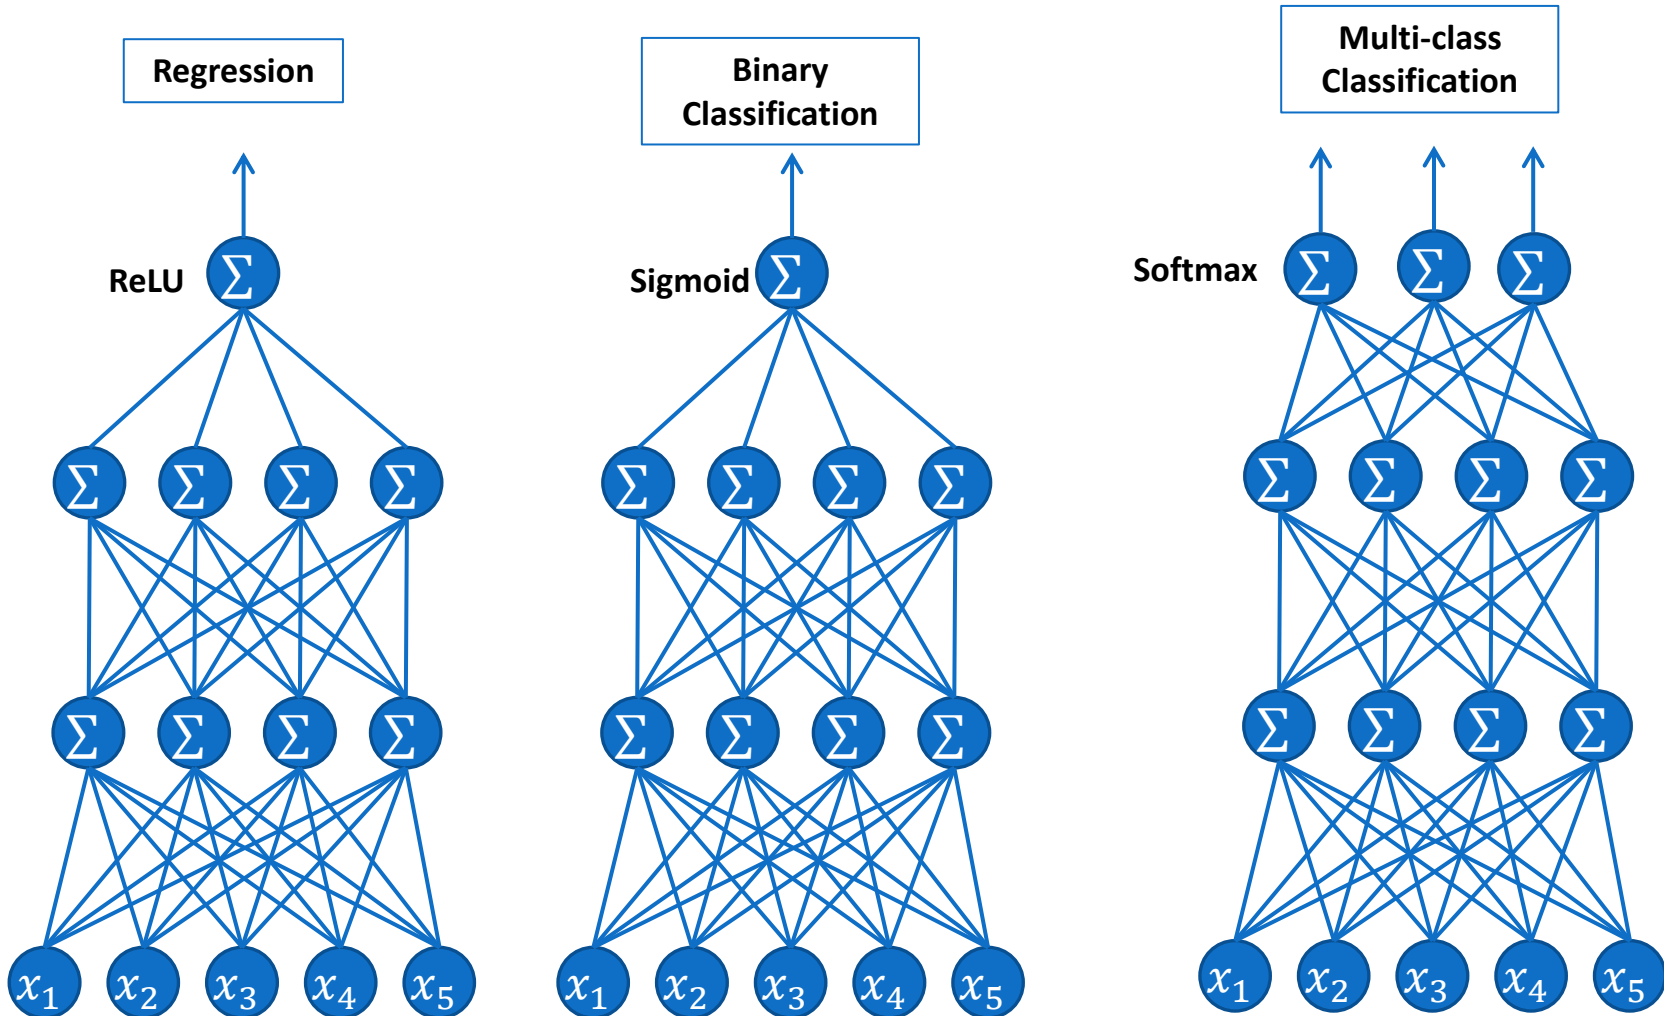 Regression
Binary
Classification
Multi-class
Classification
ReLU Σ
Sigmoid Σ
Softmax Σ Σ Σ
Σ Σ Σ Σ
Σ Σ Σ Σ
Σ Σ Σ Σ
Σ Σ Σ Σ
Σ Σ Σ Σ
Σ Σ Σ Σ
x₁ x₂ x₃ x₄ x₅
x₁ x₂ x₃ x₄ x₅
x₁ x₂ x₃ x₄ x₅